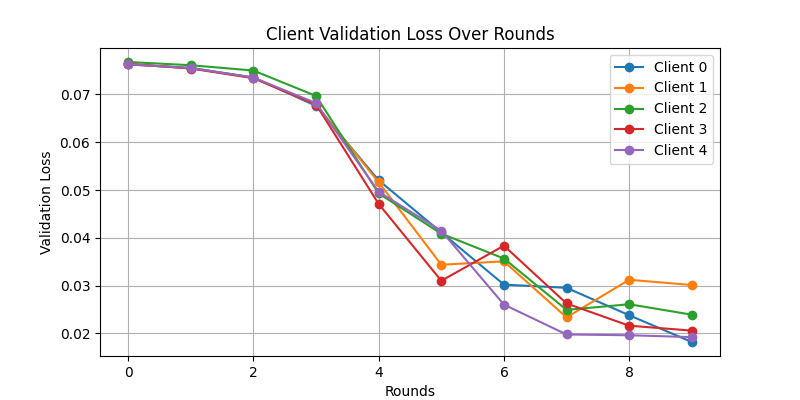 Client Validation Loss Over Rounds
Client 0
Client 1
Client 2
Client 3
Client 4
Validation Loss
0.07
0.06
0.05
0.04
0.03
0.02
0 2 4 6 8
Rounds